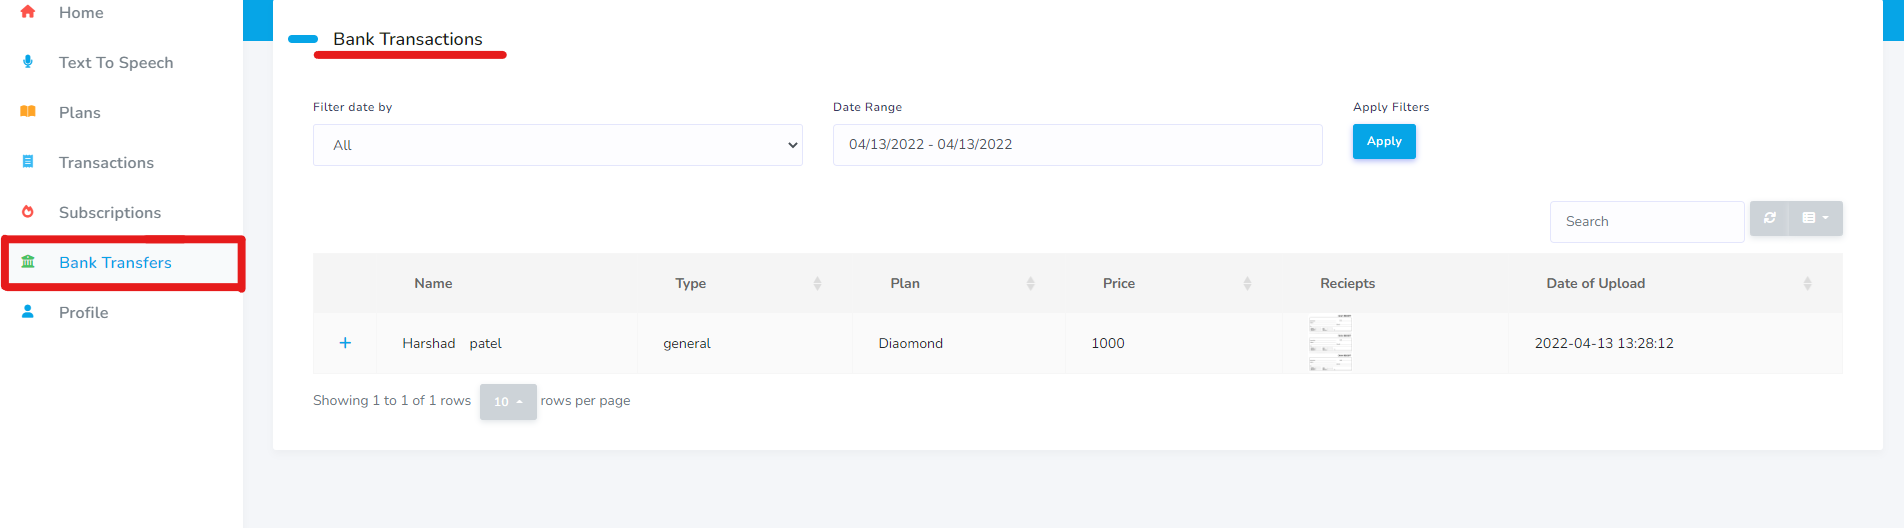 Home
Text To Speech
Plans
Transactions
Subscriptions
Bank Transfers
Profile
Bank Transactions
Filter date by
Date Range
Apply Filters
All
04/13/2022 - 04/13/2022
Apply
Search
Name Type Plan Price Reciepts Date of Upload
+ Harshad patel general Diaomond 1000 2022-04-13 13:28:12
Showing 1 to 1 of 1 rows 10 rows per page